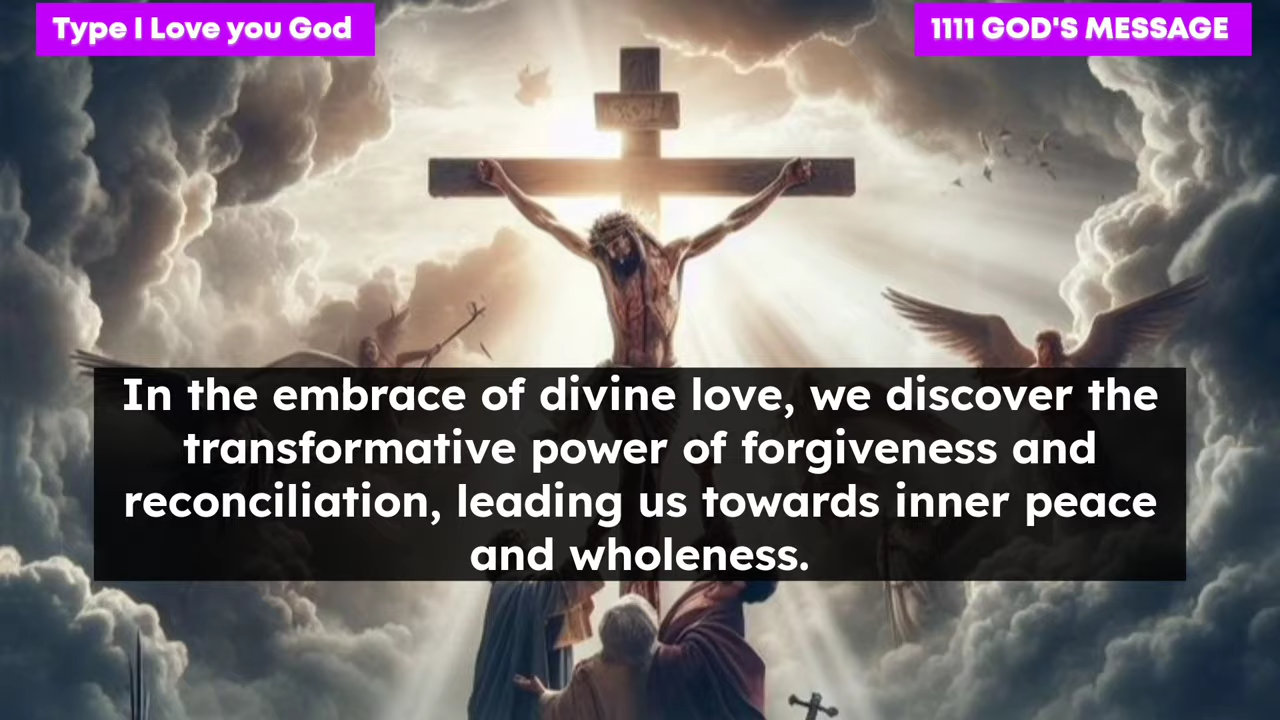 Type I Love you God
1111 GOD'S MESSAGE
In the embrace of divine love, we discover the
transformative power of forgiveness and
reconciliation, leading us towards inner peace
and wholeness.